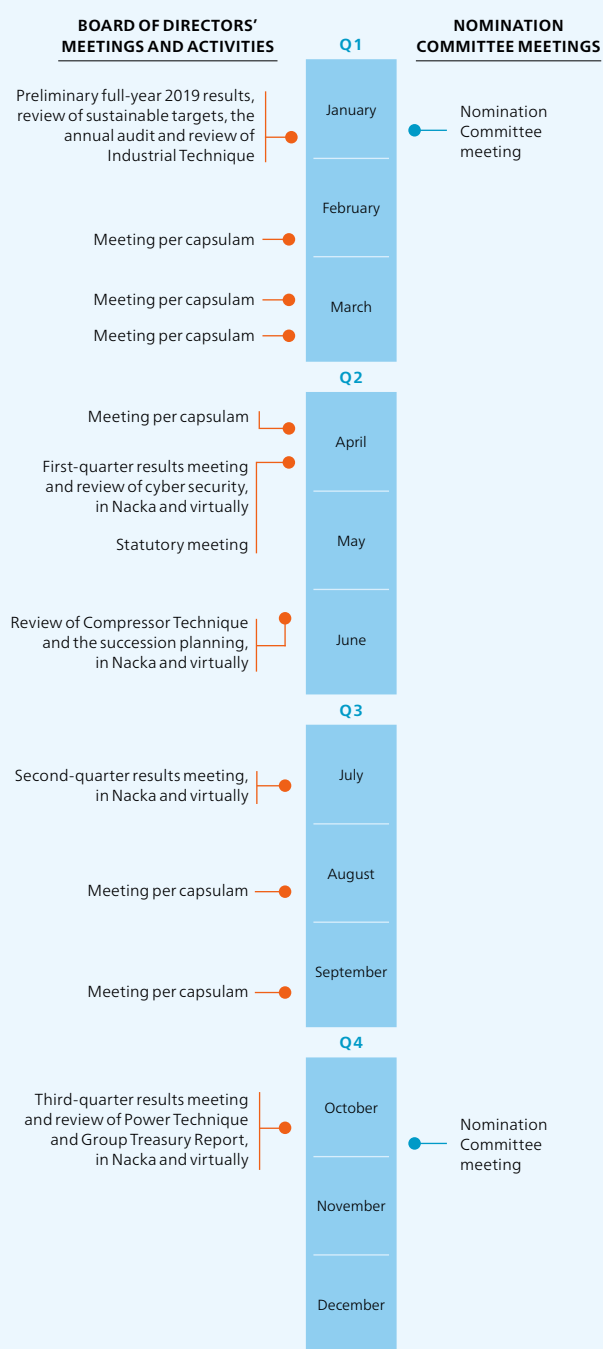 BOARD OF DIRECTORS'
MEETINGS AND ACTIVITIES
NOMINATION
COMMITTEE MEETINGS
Q1
Preliminary full-year 2019 results,
review of sustainable targets, the
annual audit and review of
Industrial Technique
January
Nomination
Committee
meeting
February
Meeting per capsulam
Meeting per capsulam
March
Meeting per capsulam
Q2
Meeting per capsulam
April
First-quarter results meeting
and review of cyber security,
in Nacka and virtually
Statutory meeting
May
Review of Compressor Technique
and the succession planning,
in Nacka and virtually
June
Q3
Second-quarter results meeting,
in Nacka and virtually
July
August
Meeting per capsulam
September
Meeting per capsulam
Q4
Third-quarter results meeting
and review of Power Technique
and Group Treasury Report,
in Nacka and virtually
October
Nomination
Committee
meeting
November
December